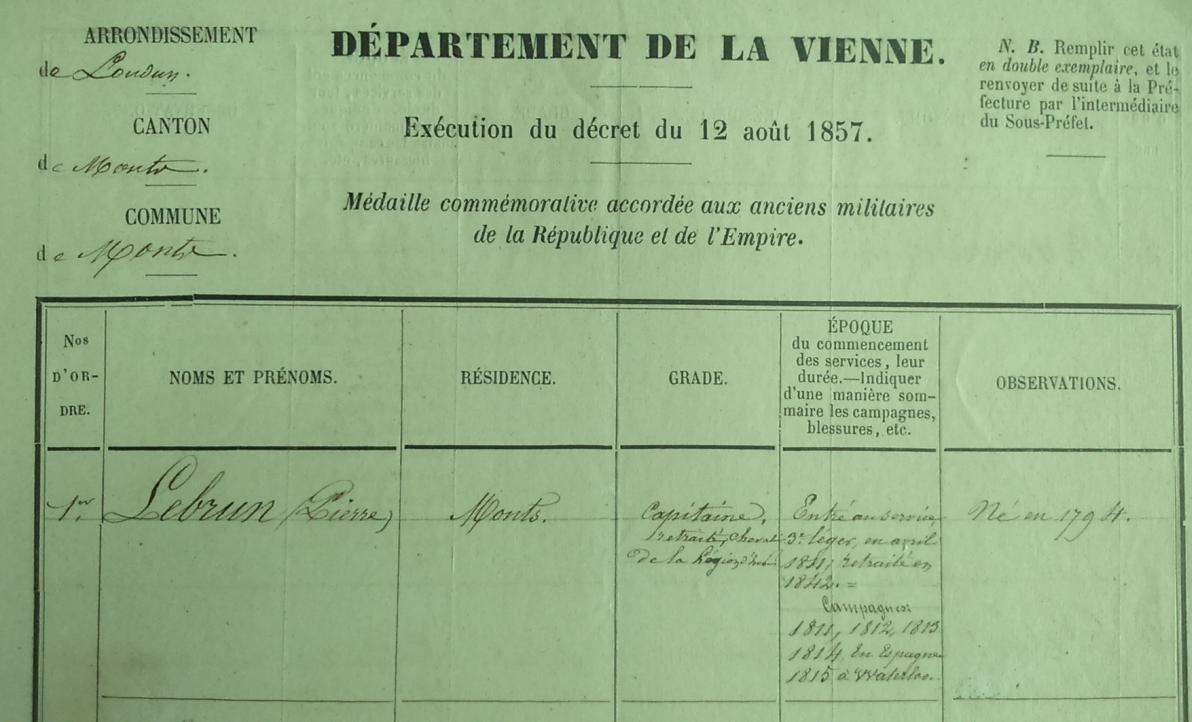 ARRONDISSEMENT
de Loudun.
CANTON
de Monts.
COMMUNE
de Monts.
DÉPARTEMENT DE LA VIENNE.
Exécution du décret du 12 août 1857.
Médaille commémorative accordée aux anciens militaires
de la République et de l'Empire.
N. B. Remplir cet état
en double exemplaire, et le
renvoyer de suite à la Pré-
fecture par l'intermédiaire
du Sous-Préfet.
Nos
D'OR-
DRE.
NOMS ET PRÉNOMS.
RÉSIDENCE.
GRADE.
ÉPOQUE
du commencement
des services, leur
durée.—Indiquer
d'une manière som-
maire les campagnes,
blessures, etc.
OBSERVATIONS.
1er
Lebrun (Pierre)
Monts.
Capitaine,
retraité, cheval
de la Légion d'hon
Entré au service,
3e léger, en avril
1811; retraité en
1842. =
Campagnes
1811, 1812, 1813
1814 En Espagne
1815 à Waterloo.
Né en 1794.